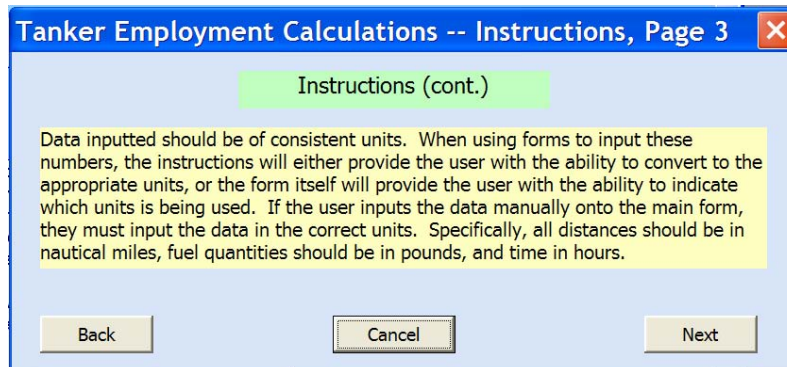 Tanker Employment Calculations -- Instructions, Page 3
Instructions (cont.)
Data inputted should be of consistent units.  When using forms to input these
numbers, the instructions will either provide the user with the ability to convert to the
appropriate units, or the form itself will provide the user with the ability to indicate
which units is being used.  If the user inputs the data manually onto the main form,
they must input the data in the correct units.  Specifically, all distances should be in
nautical miles, fuel quantities should be in pounds, and time in hours.
Back
Cancel
Next